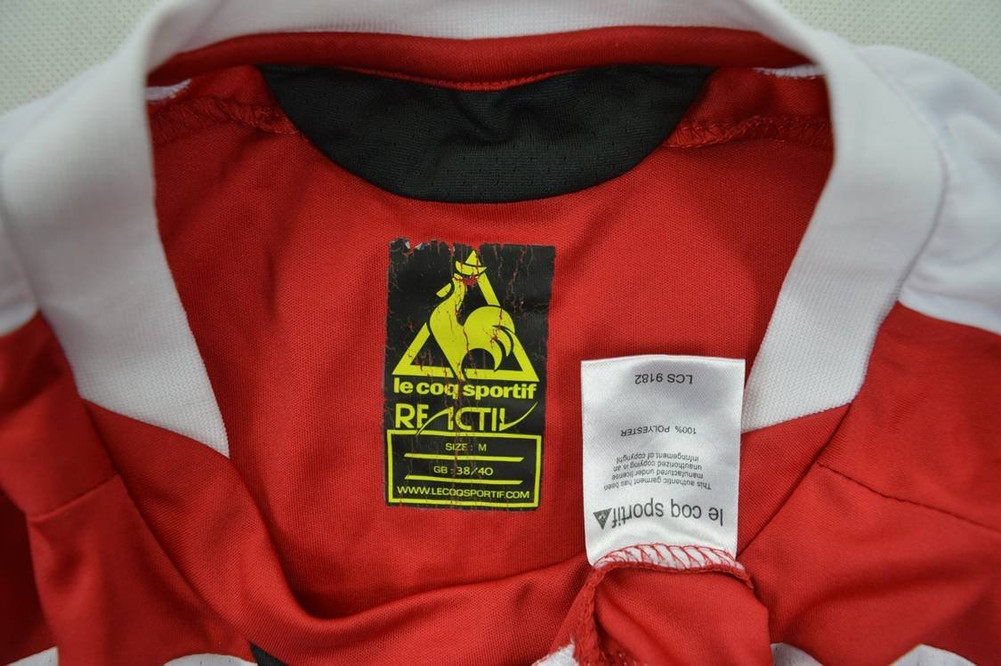 le coq sportif
REACTIV
SIZE : M
GB : 38/40
WWW.LECOQSPORTIF.COM
le coq sportif
This authentic garment has been
manufactured under license
unauthorized copying is an
infringement of copyright
100% POLYESTER
LCS 9182